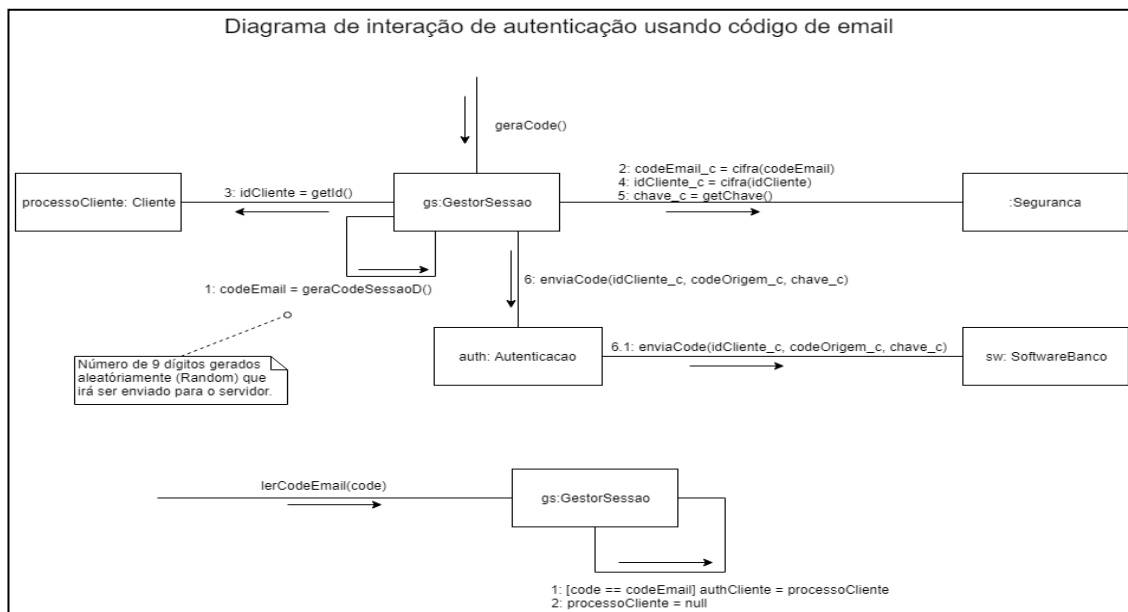 Diagrama de interação de autenticação usando código de email
geraCode()
2: codeEmail_c = cifra(codeEmail)
4: idCliente_c = cifra(idCliente)
5: chave_c = getChave()
3: idCliente = getId()
processoCliente: Cliente
gs:GestorSessao
:Seguranca
1: codeEmail = geraCodeSessaoD()
6: enviaCode(idCliente_c, codeOrigem_c, chave_c)
Número de 9 dígitos gerados
aleatóriamente (Random) que
irá ser enviado para o servidor.
auth: Autenticacao
6.1: enviaCode(idCliente_c, codeOrigem_c, chave_c)
sw: SoftwareBanco
lerCodeEmail(code)
gs:GestorSessao
1: [code == codeEmail] authCliente = processoCliente
2: processoCliente = null